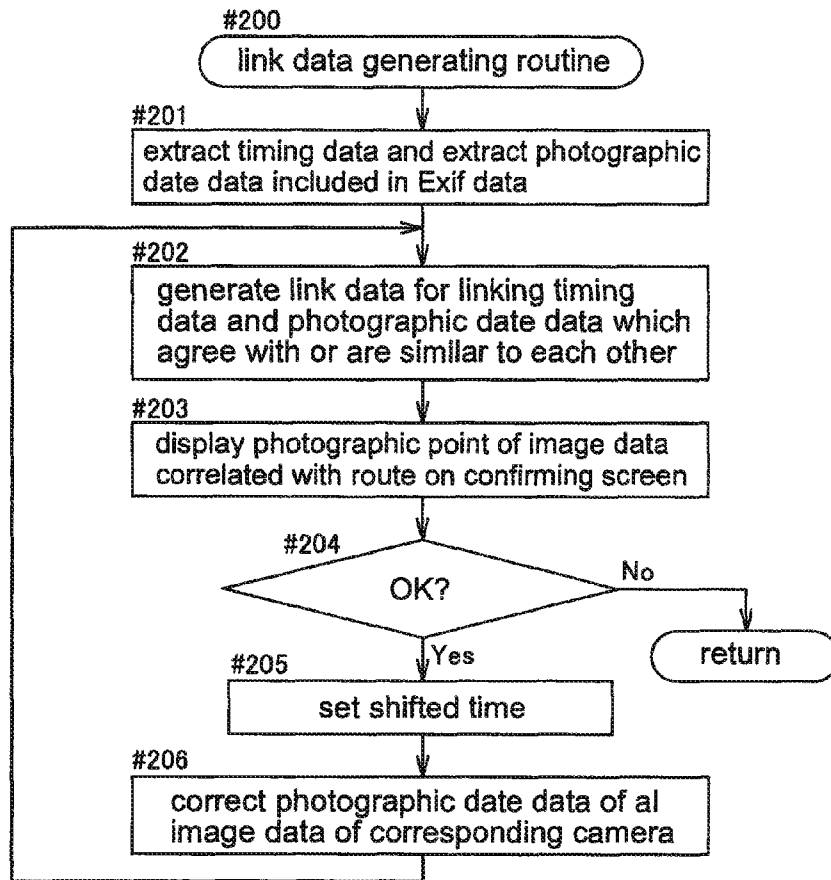 #200
link data generating routine
#201
extract timing data and extract photographic
date data included in Exif data
#202
generate link data for linking timing
data and photographic date data which
agree with or are similar to each other
#203
display photographic point of image data
correlated with route on confirming screen
#204
OK?
No
return
Yes
#205
set shifted time
#206
correct photographic date data of al
image data of corresponding camera